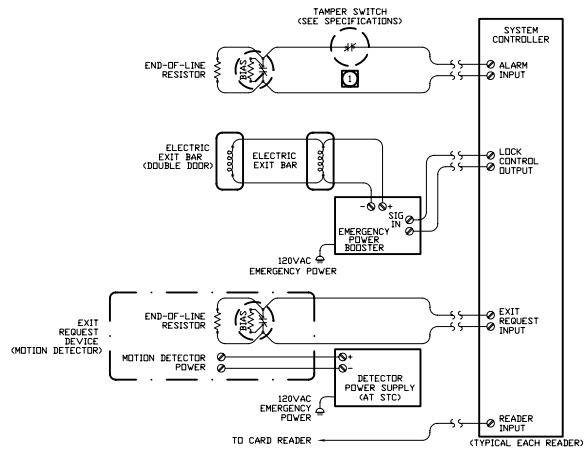 TAMPER SWITCH
(SEE SPECIFICATIONS)
SYSTEM
CONTROLLER
END-OF-LINE
RESISTOR
BIAS
1
ALARM
INPUT
ELECTRIC
EXIT BAR
(DOUBLE DOOR)
ELECTRIC
EXIT BAR
LOCK
CONTROL
OUTPUT
- +
SIG
IN
EMERGENCY
POWER
BOOSTER
120VAC
EMERGENCY POWER
EXIT
REQUEST
DEVICE
(MOTION DETECTOR)
END-OF-LINE
RESISTOR
BIAS
EXIT
REQUEST
INPUT
MOTION DETECTOR
POWER
+
-
DETECTOR
POWER SUPPLY
(AT STC)
120VAC
EMERGENCY
POWER
READER
INPUT
TO CARD READER
(TYPICAL EACH READER)